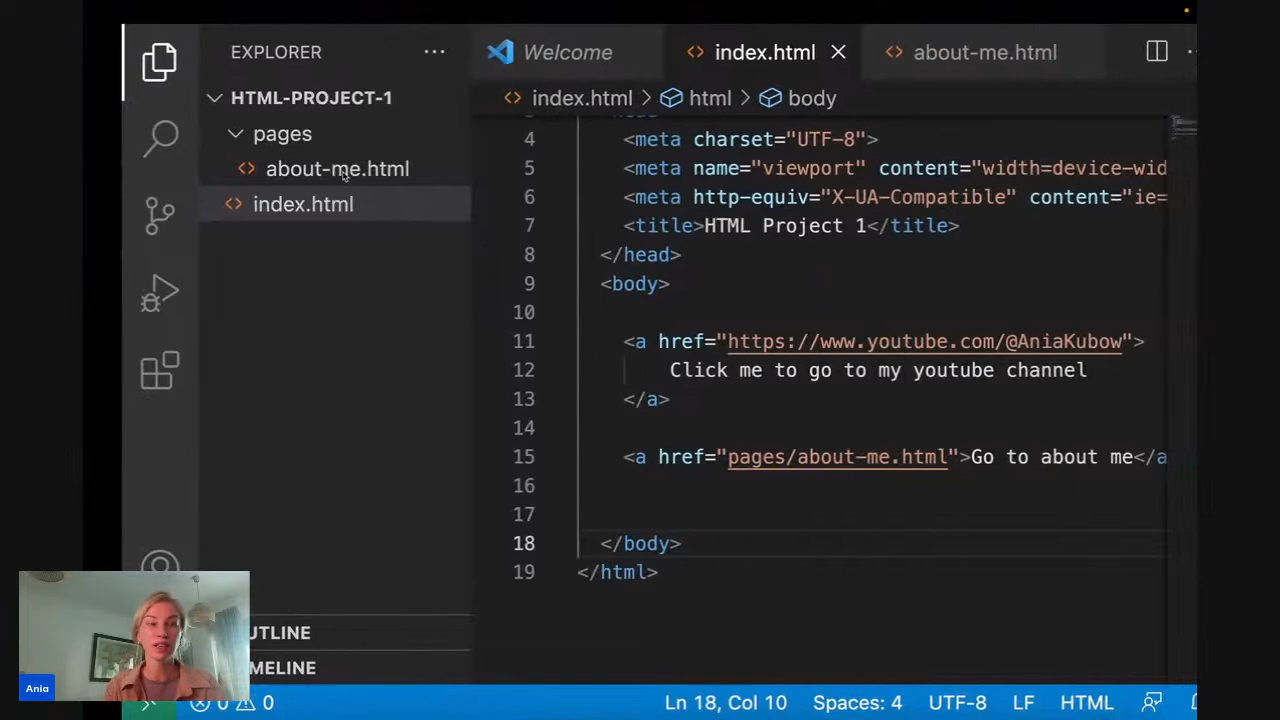 EXPLORER ···
HTML-PROJECT-1
pages
about-me.html
index.html
Welcome
index.html
about-me.html
index.html > html > body
4 <meta charset="UTF-8">
5 <meta name="viewport" content="width=device-wid
6 <meta http-equiv="X-UA-Compatible" content="ie=
7 <title>HTML Project 1</title>
8 </head>
9 <body>
10
11 <a href="https://www.youtube.com/@AniaKubow">
12 Click me to go to my youtube channel
13 </a>
14
15 <a href="pages/about-me.html">Go to about me</a
16
17
18 </body>
19 </html>
UTLINE
MELINE
Ania
0 0
Ln 18, Col 10 Spaces: 4 UTF-8 LF HTML